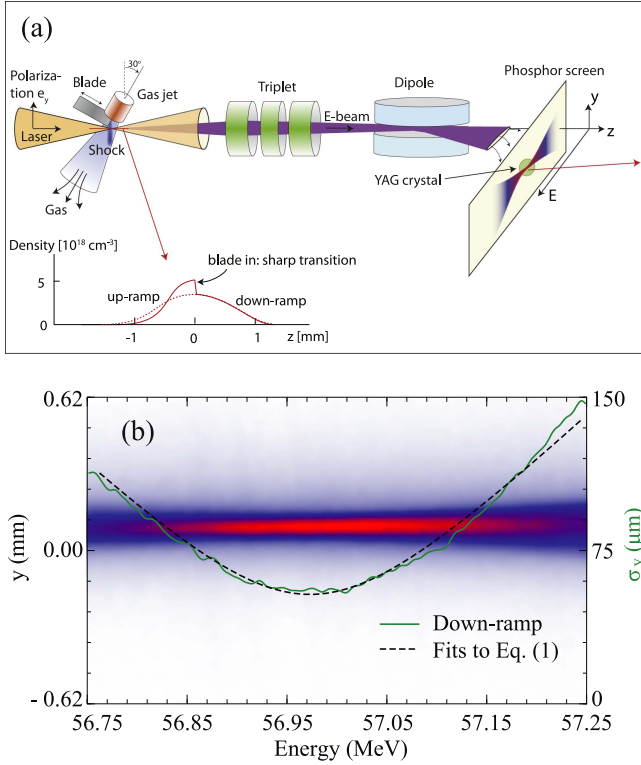 (a)
Polariza-
tion e_y
Blade
30°
Gas jet
Laser
Shock
Gas
Triplet
E-beam
Dipole
Phosphor screen
y
z
YAG crystal
E
Density [10¹⁸ cm⁻³]
blade in: sharp transition
5
up-ramp
down-ramp
0
-1
0
1
z [mm]
(b)
0.62
0.00
- 0.62
y (mm)
150
75
0
σ_y (μm)
Down-ramp
Fits to Eq. (1)
56.75
56.85
56.95
57.05
57.15
57.25
Energy (MeV)